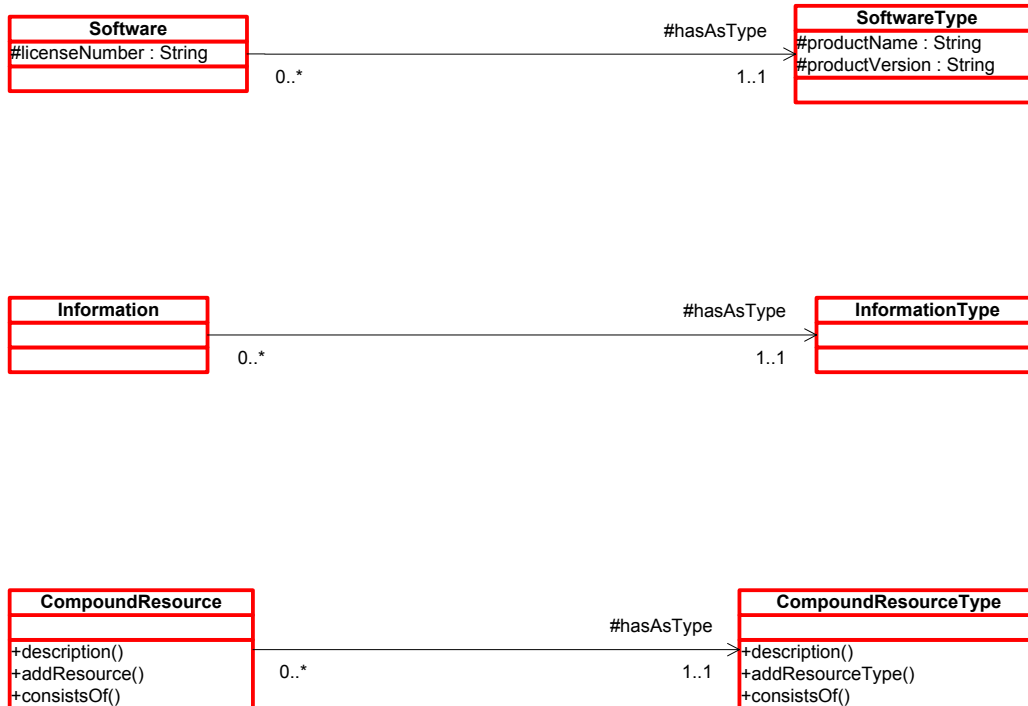 Software
#licenseNumber : String
#hasAsType
0..*
1..1
SoftwareType
#productName : String
#productVersion : String
Information
#hasAsType
0..*
1..1
InformationType
CompoundResource
+description()
+addResource()
+consistsOf()
#hasAsType
0..*
1..1
CompoundResourceType
+description()
+addResourceType()
+consistsOf()